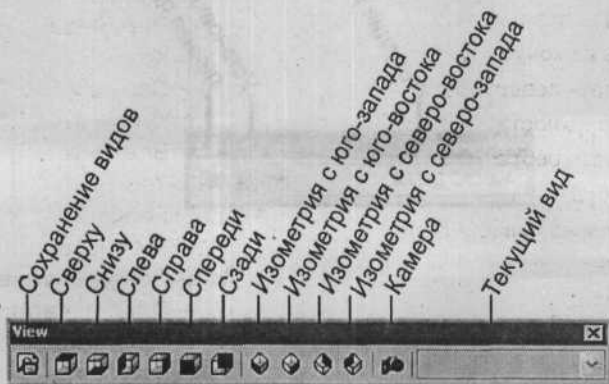 Сохранение видов
Сверху
Снизу
Слева
Справа
Спереди
Сзади
Изометрия с юго-запада
Изометрия с юго-востока
Изометрия с северо-востока
Изометрия с северо-запада
Камера
Текущий вид
View